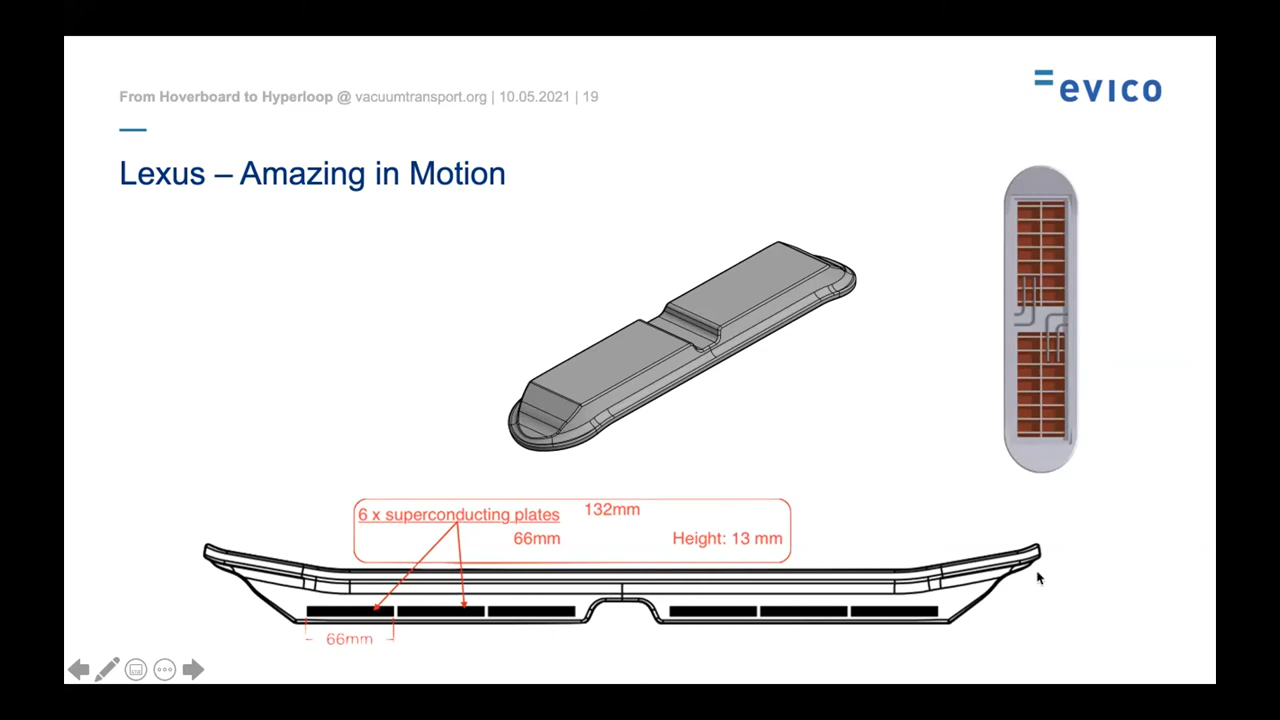 From Hoverboard to Hyperloop @ vacuumtransport.org | 10.05.2021 | 19
evico
Lexus – Amazing in Motion
6 x superconducting plates
132mm
66mm
Height: 13 mm
66mm